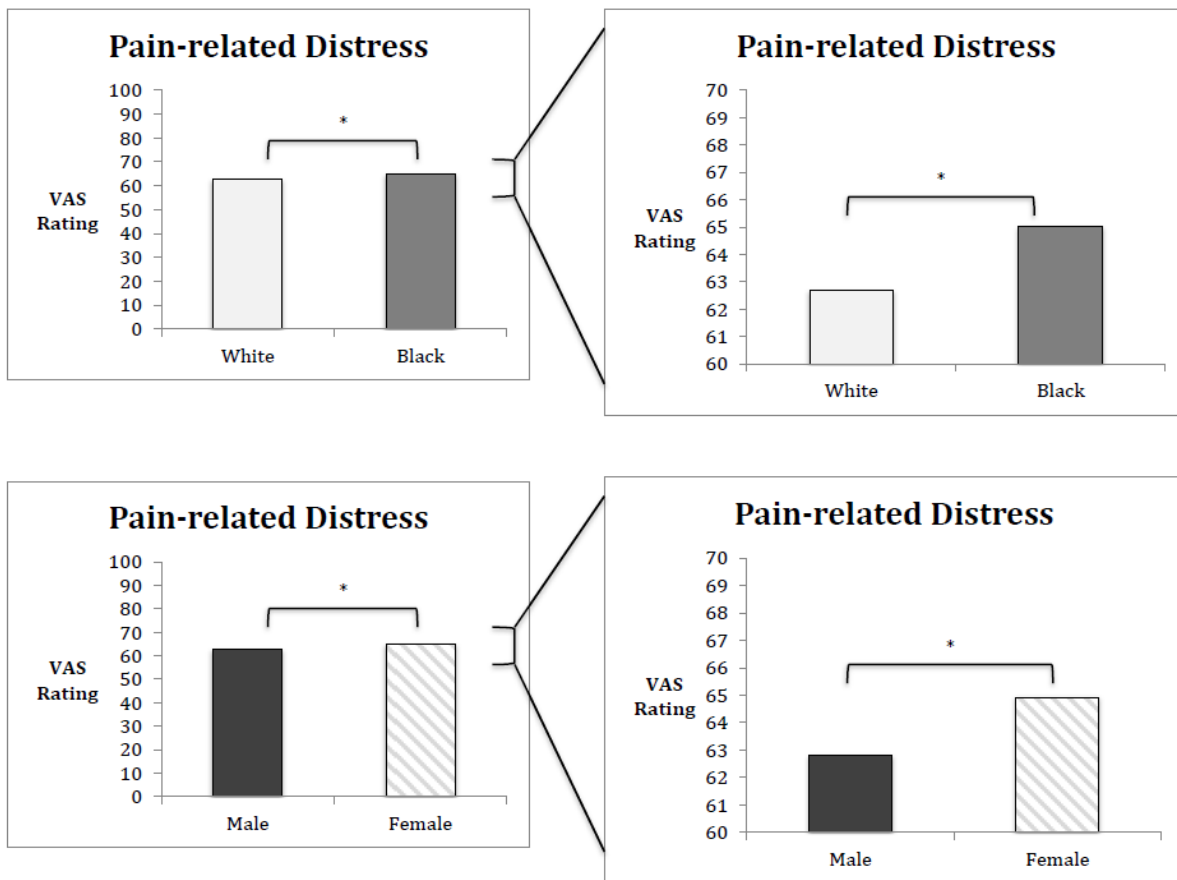 Pain-related Distress
100
90
80
70
60
50
40
30
20
10
0
VAS
Rating
*
White
Black
Pain-related Distress
70
69
68
67
66
65
64
63
62
61
60
VAS
Rating
*
White
Black
Pain-related Distress
100
90
80
70
60
50
40
30
20
10
0
VAS
Rating
*
Male
Female
Pain-related Distress
70
69
68
67
66
65
64
63
62
61
60
VAS
Rating
*
Male
Female